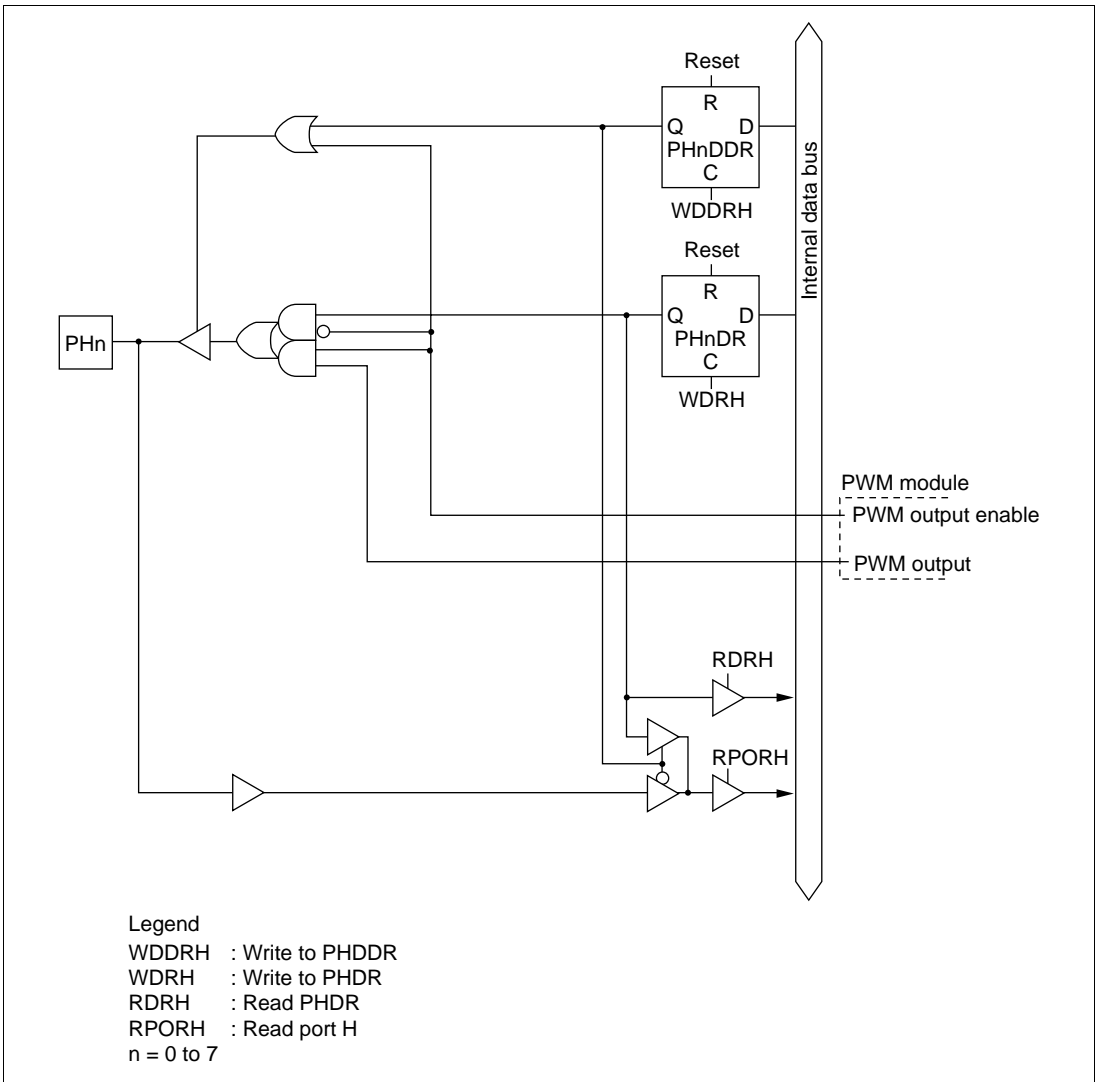 Reset
R
Q D
PHnDDR
C
WDDRH
Internal data bus
Reset
R
Q D
PHnDR
C
WDRH
PHn
PWM module
PWM output enable
PWM output
RDRH
RPORH
Legend
WDDRH : Write to PHDDR
WDRH : Write to PHDR
RDRH : Read PHDR
RPORH : Read port H
n = 0 to 7